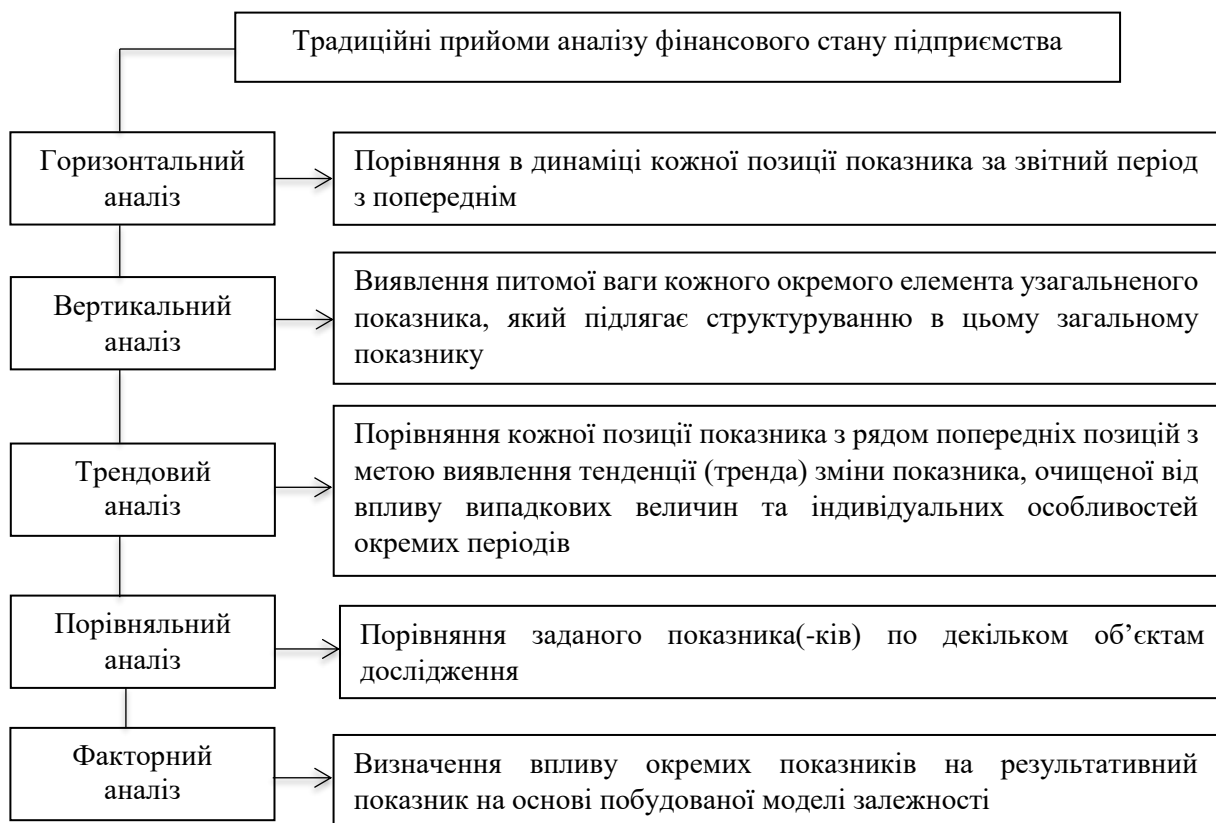 Традиційні прийоми аналізу фінансового стану підприємства
Горизонтальний
аналіз
Порівняння в динаміці кожної позиції показника за звітний період
з попереднім
Вертикальний
аналіз
Виявлення питомої ваги кожного окремого елемента узагальненого
показника, який підлягає структуруванню в цьому загальному
показнику
Трендовий
аналіз
Порівняння кожної позиції показника з рядом попередніх позицій з
метою виявлення тенденції (тренда) зміни показника, очищеної від
впливу випадкових величин та індивідуальних особливостей
окремих періодів
Порівняльний
аналіз
Порівняння заданого показника(-ків) по декільком об’єктам
дослідження
Факторний
аналіз
Визначення впливу окремих показників на результативний
показник на основі побудованої моделі залежності